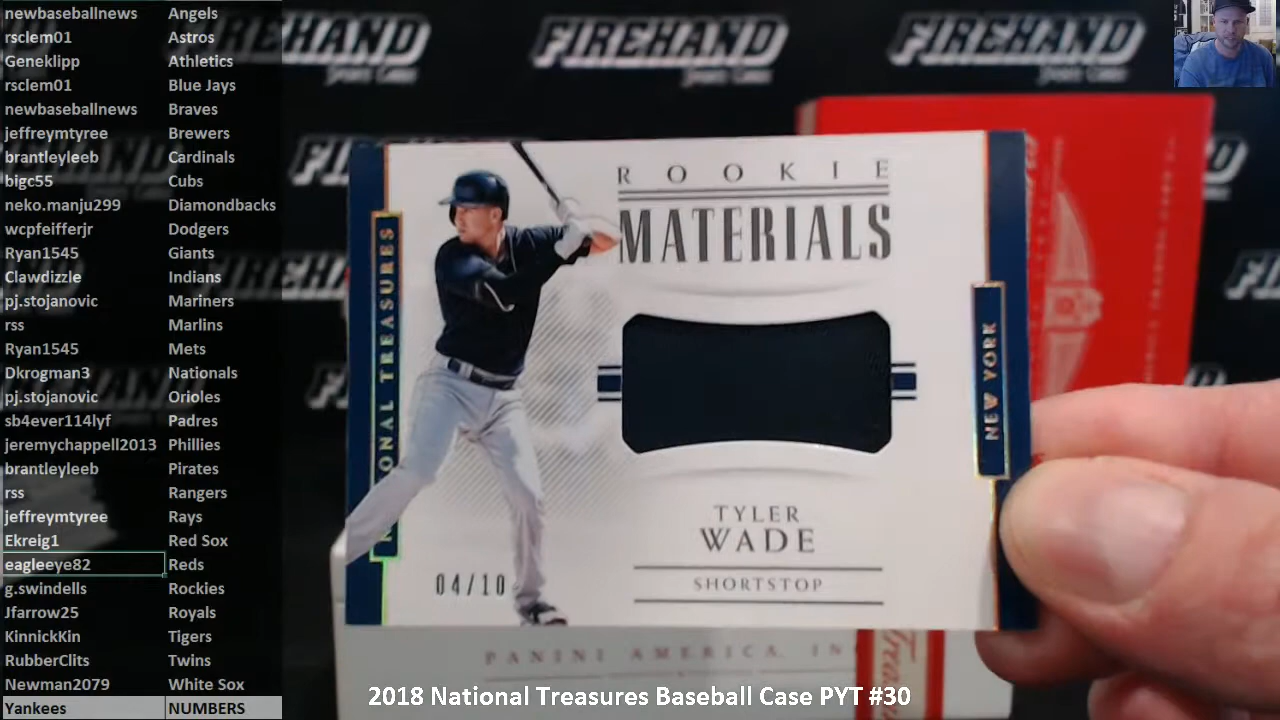 newbaseballnews Angels
rsclem01 Astros
Geneklipp Athletics
rsclem01 Blue Jays
newbaseballnews Braves
jeffreymtyree Brewers
brantleyleeb Cardinals
bigc55 Cubs
neko.manju299 Diamondbacks
wcpfeifferjr Dodgers
Ryan1545 Giants
Clawdizzle Indians
pj.stojanovic Mariners
rss Marlins
Ryan1545 Mets
Dkrogman3 Nationals
pj.stojanovic Orioles
sb4ever114lyf Padres
jeremychappell2013 Phillies
brantleyleeb Pirates
rss Rangers
jeffreymtyree Rays
Ekreig1 Red Sox
eagleeye82 Reds
g.swindells Rockies
Jfarrow25 Royals
KinnickKin Tigers
RubberClits Twins
Newman2079 White Sox
Yankees NUMBERS
FIREHAND
FIREHAND
FIREHAND
ROOKIE
MATERIALS
NEW YORK
TYLER
WADE
SHORTSTOP
04/10
PANINI AMERICA, IN
2018 National Treasures Baseball Case PYT #30